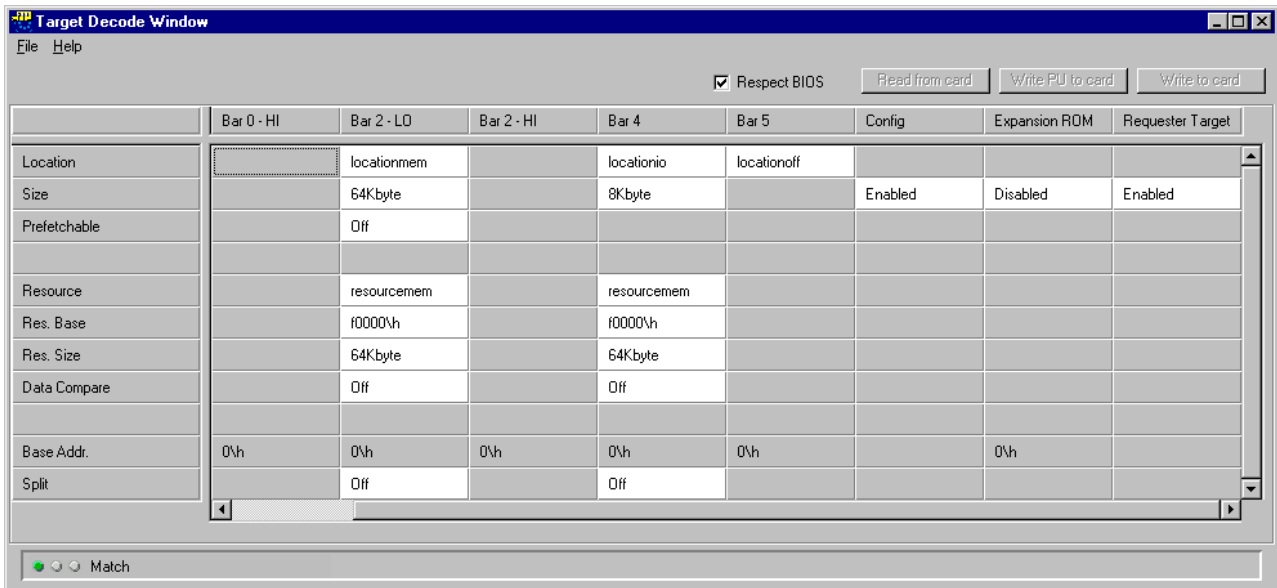 Target Decode Window
File Help
Respect BIOS Read from card Write PU to card Write to card
Bar 0 - HI Bar 2 - LO Bar 2 - HI Bar 4 Bar 5 Config Expansion ROM Requester Target
Location locationmem locationio locationoff
Size 64Kbyte 8Kbyte Enabled Disabled Enabled
Prefetchable Off
Resource resourcemem resourcemem
Res. Base f0000\h f0000\h
Res. Size 64Kbyte 64Kbyte
Data Compare Off Off
Base Addr. 0\h 0\h 0\h 0\h 0\h 0\h
Split Off Off
Match